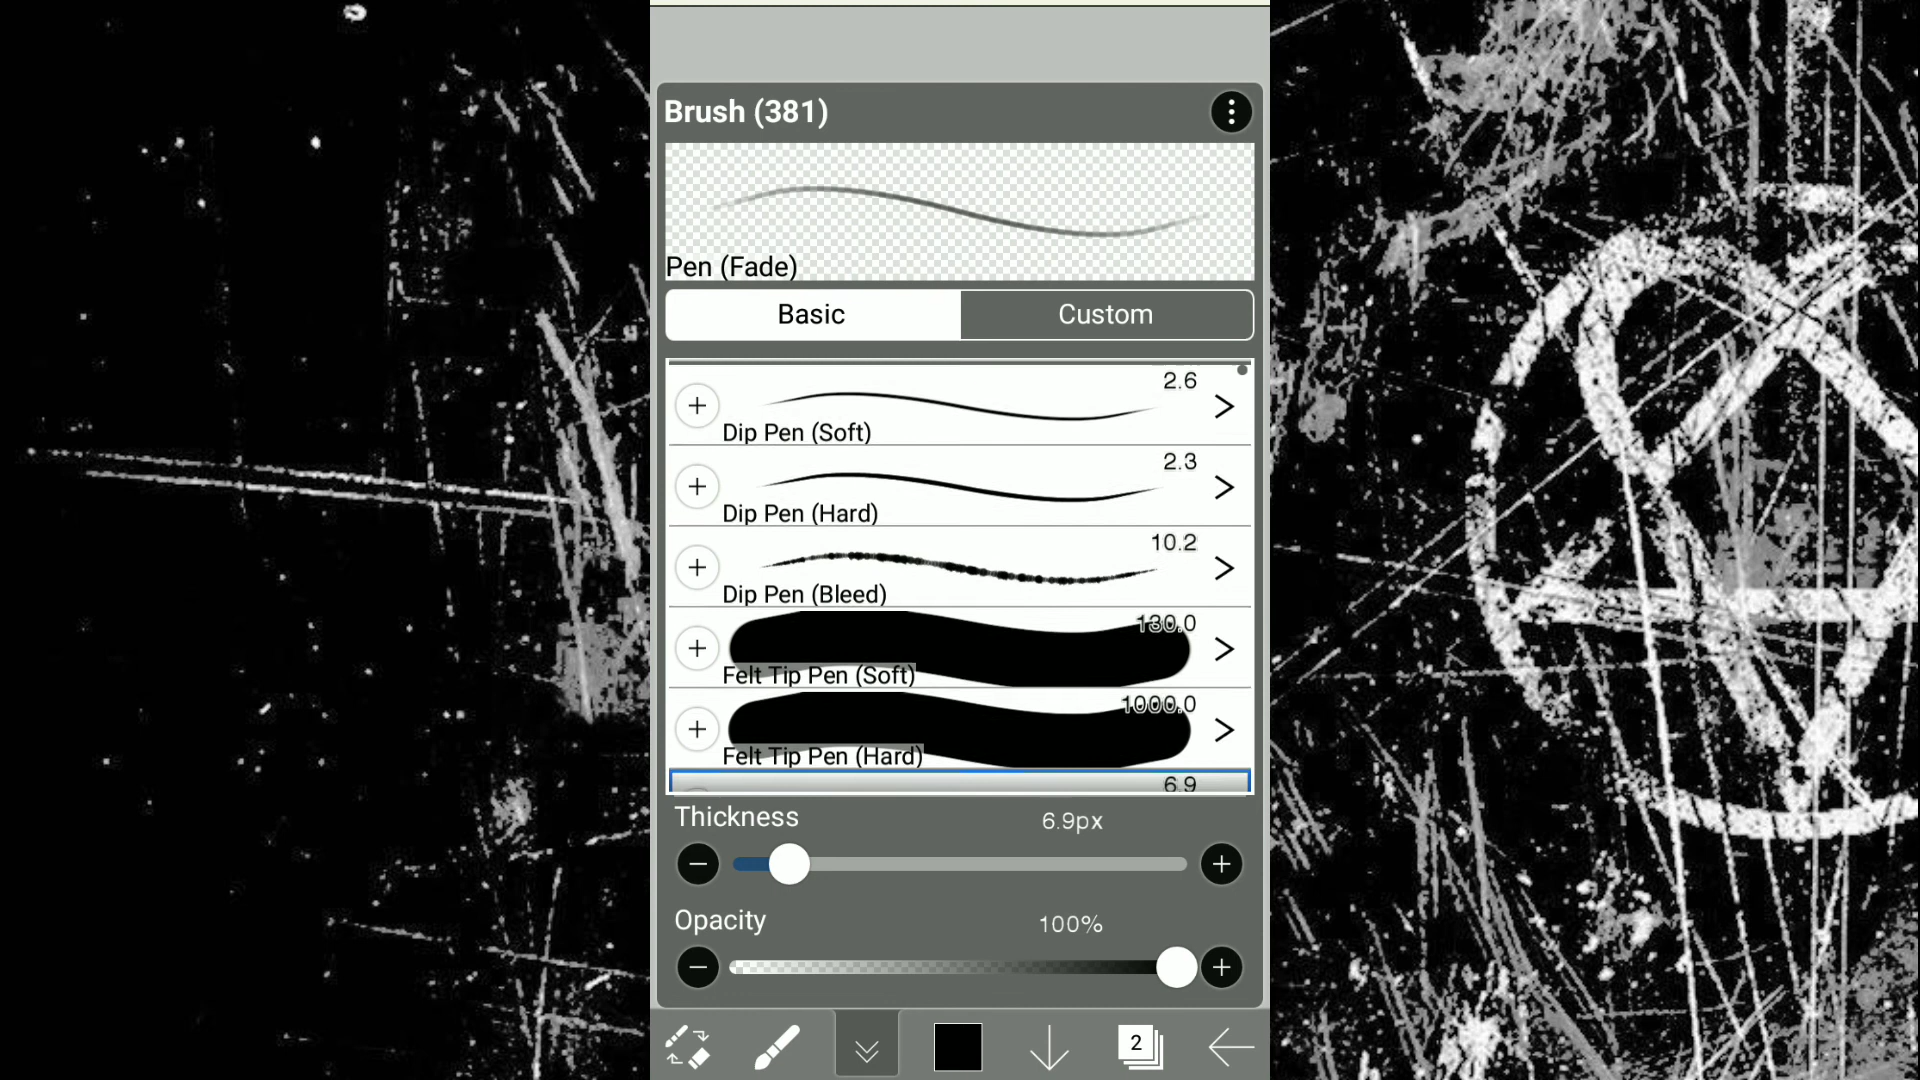 Brush (381)
Pen (Fade)
Basic Custom
2.6
Dip Pen (Soft)
2.3
Dip Pen (Hard)
10.2
Dip Pen (Bleed)
130.0
Felt Tip Pen (Soft)
1000.0
Felt Tip Pen (Hard)
6.9
Thickness 6.9px
Opacity 100%
2